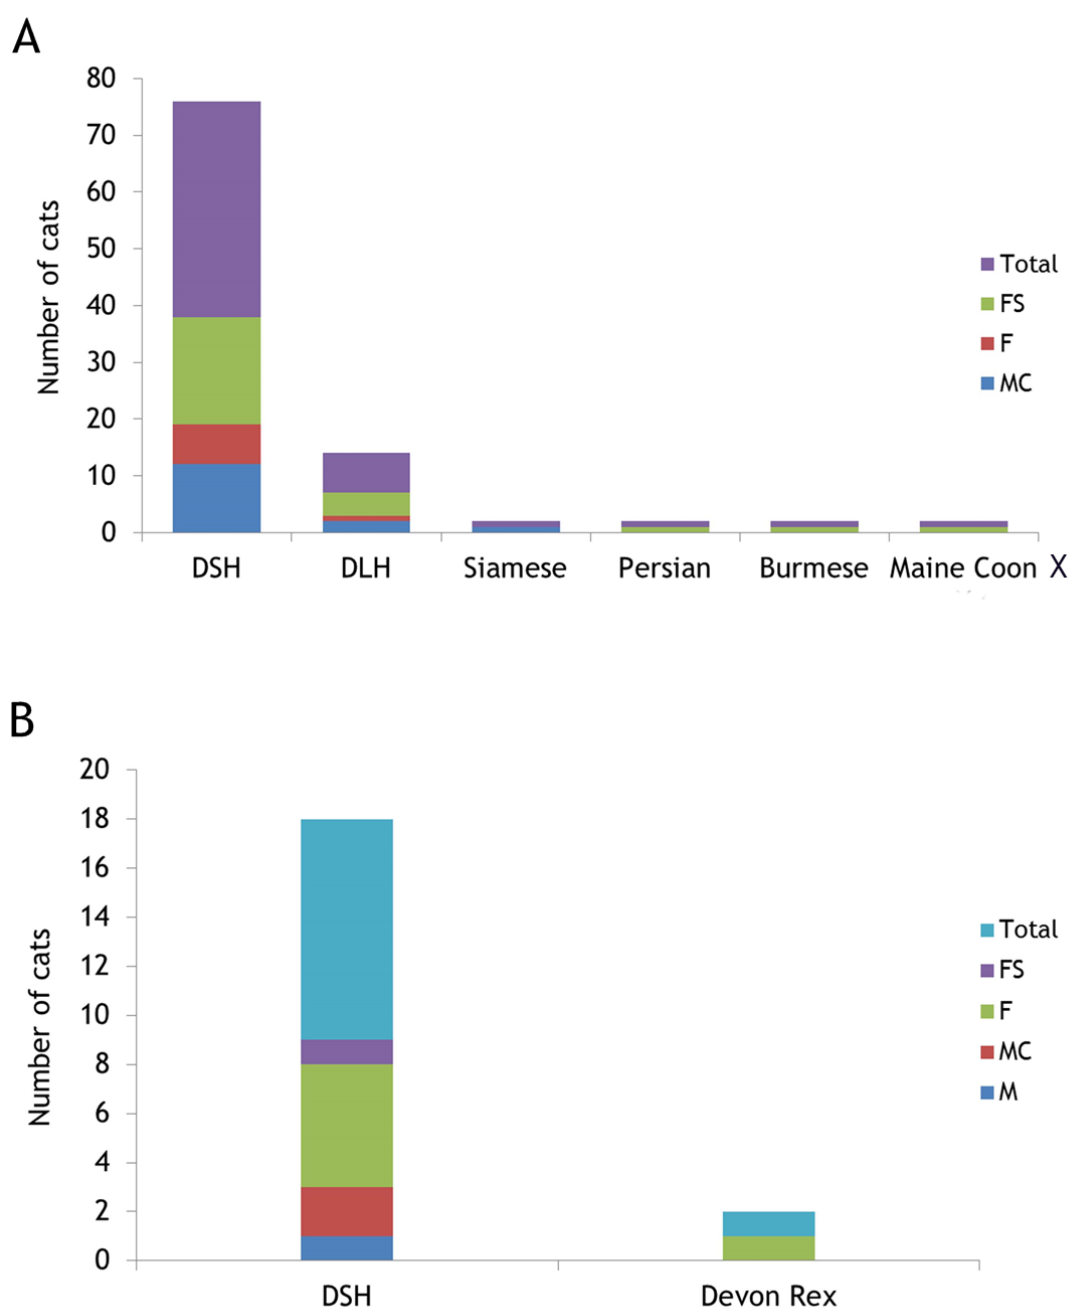 A
80
70
60
50
40
30
20
10
0
Number of cats
Total
FS
F
MC
DSH DLH Siamese Persian Burmese Maine Coon X
B
20
18
16
14
12
10
8
6
4
2
0
Number of cats
Total
FS
F
MC
M
DSH Devon Rex